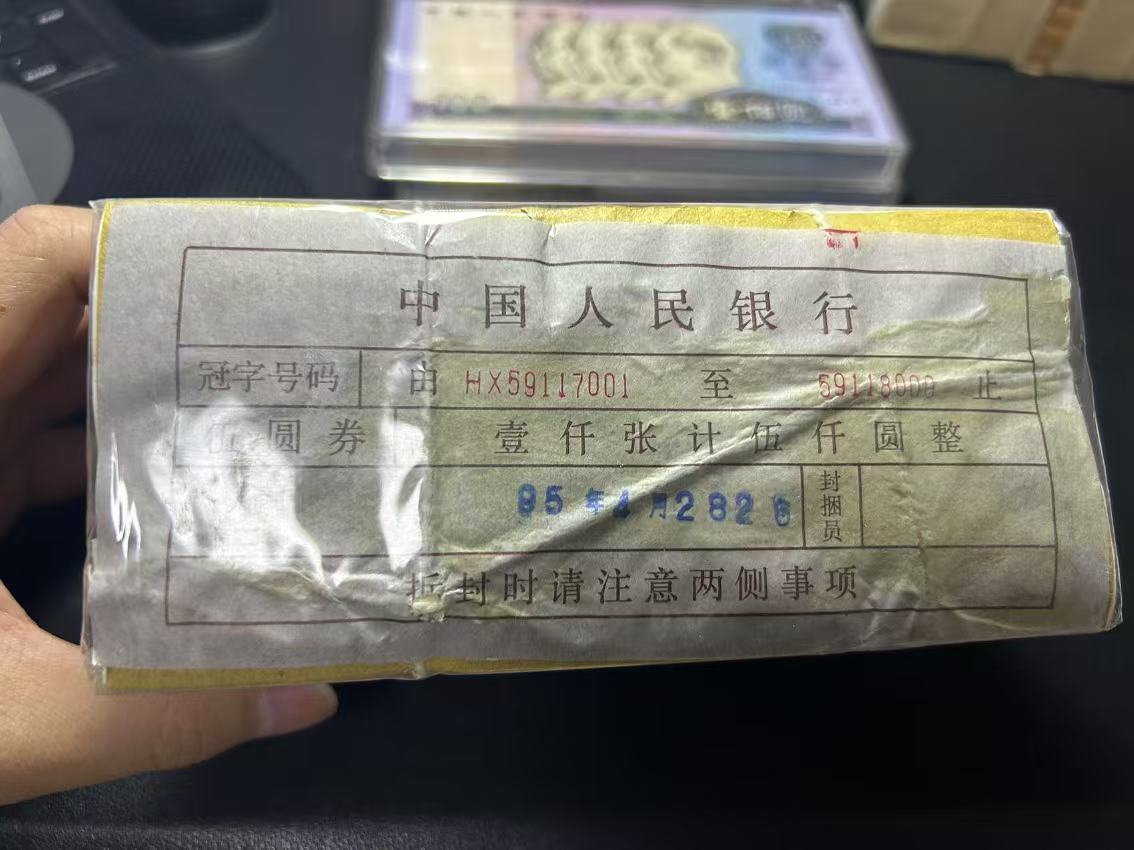 中国人民银行
冠字号码 由 HX59117001 至 59118000 止
伍圆券 壹仟张计伍仟圆整
95年4月2826 封捆员
拆封时请注意两侧事项